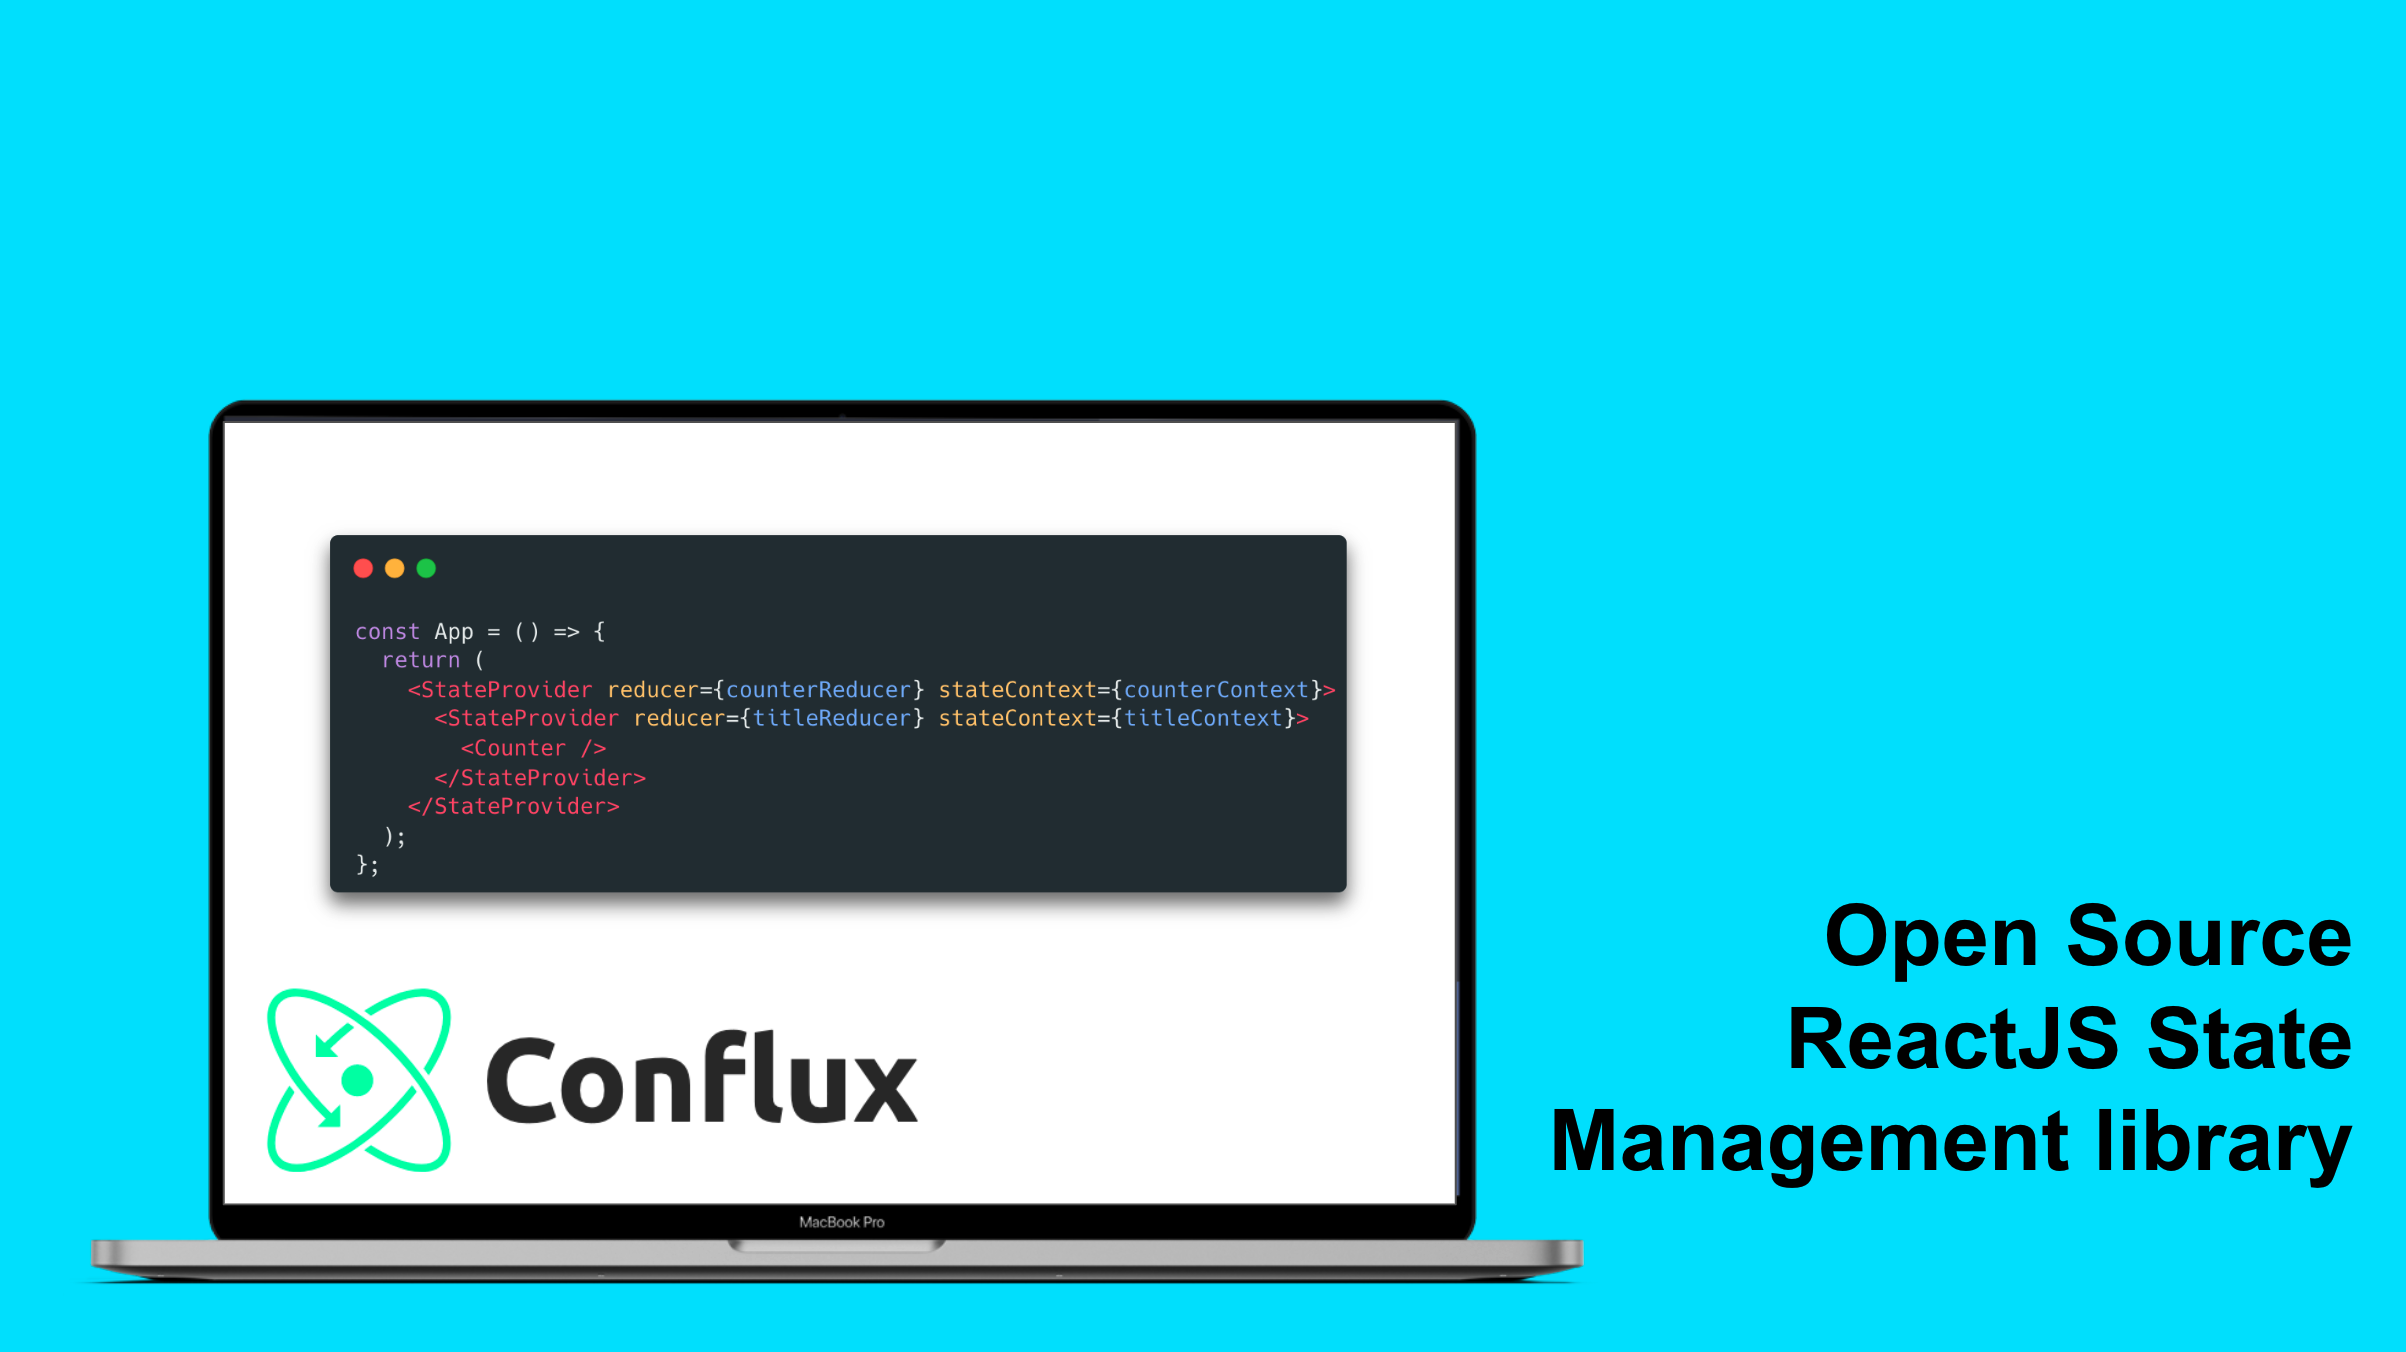 const App = () => {
  return (
    <StateProvider reducer={counterReducer} stateContext={counterContext}>
      <StateProvider reducer={titleReducer} stateContext={titleContext}>
        <Counter />
      </StateProvider>
    </StateProvider>
  );
};
Conflux
MacBook Pro
Open Source
ReactJS State
Management library